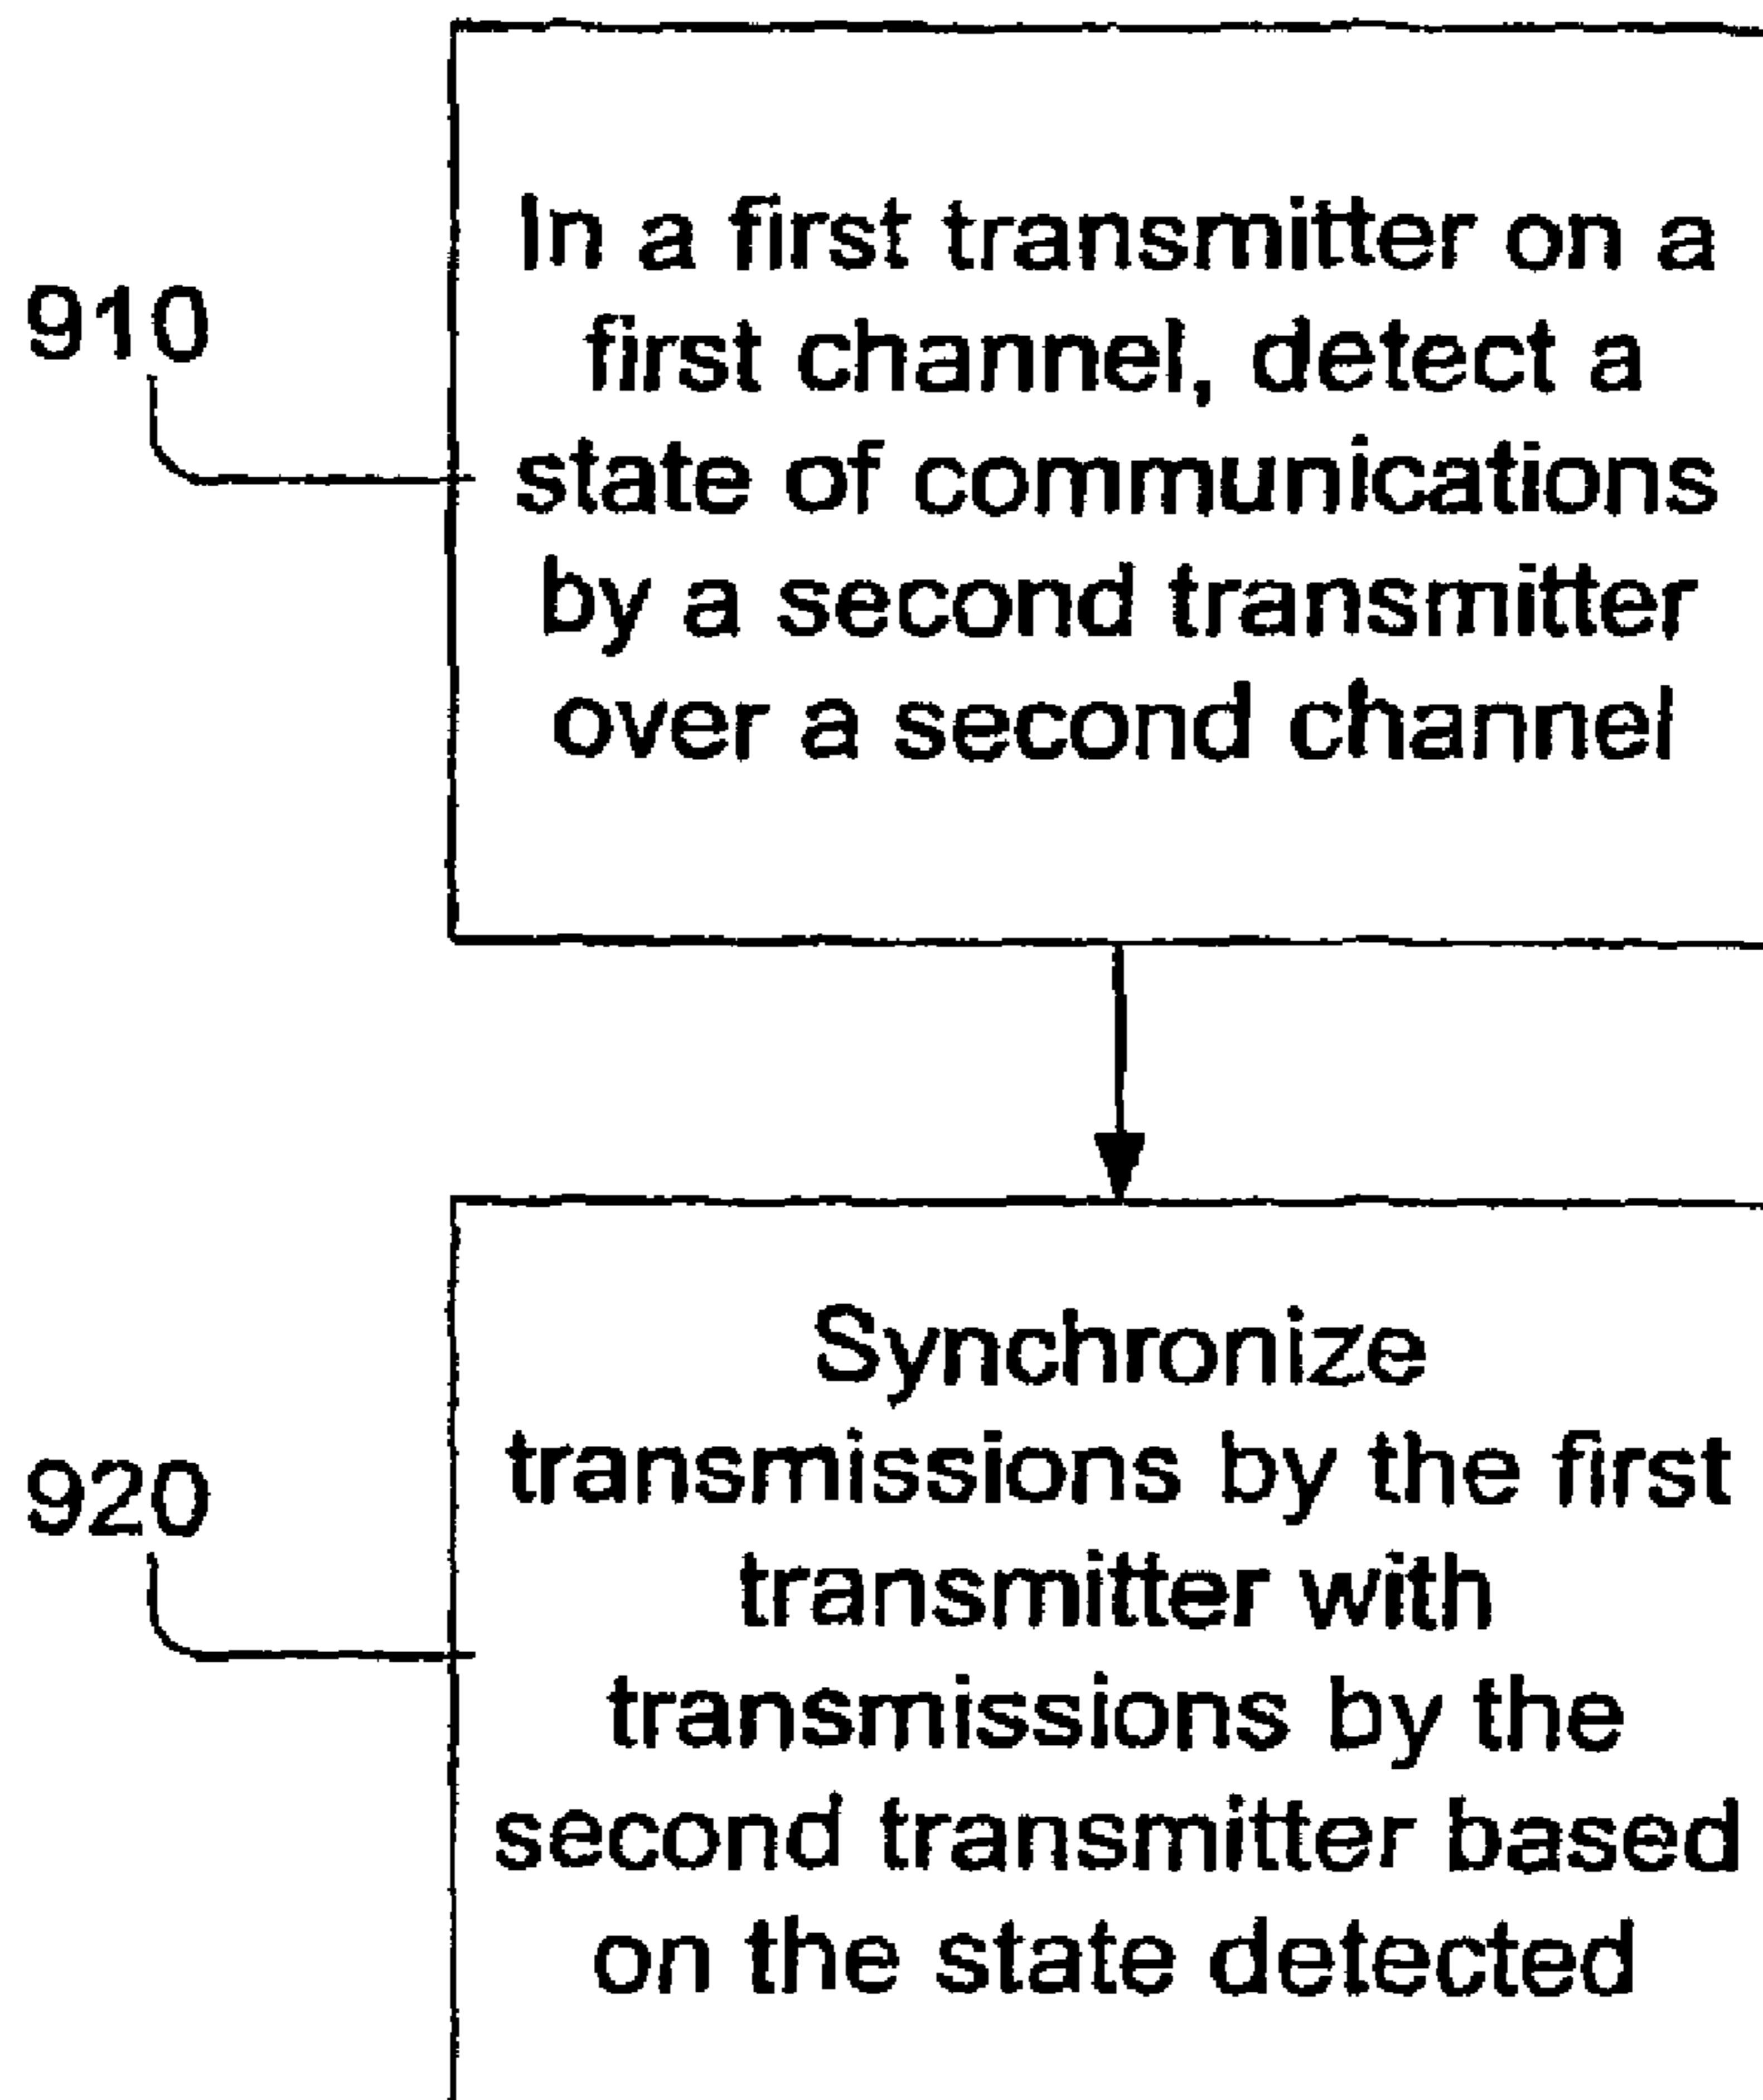 910
In a first transmitter on a
first channel, detect a
state of communications
by a second transmitter
over a second channel
920
Synchronize
transmissions by the first
transmitter with
transmissions by the
second transmitter based
on the state detected